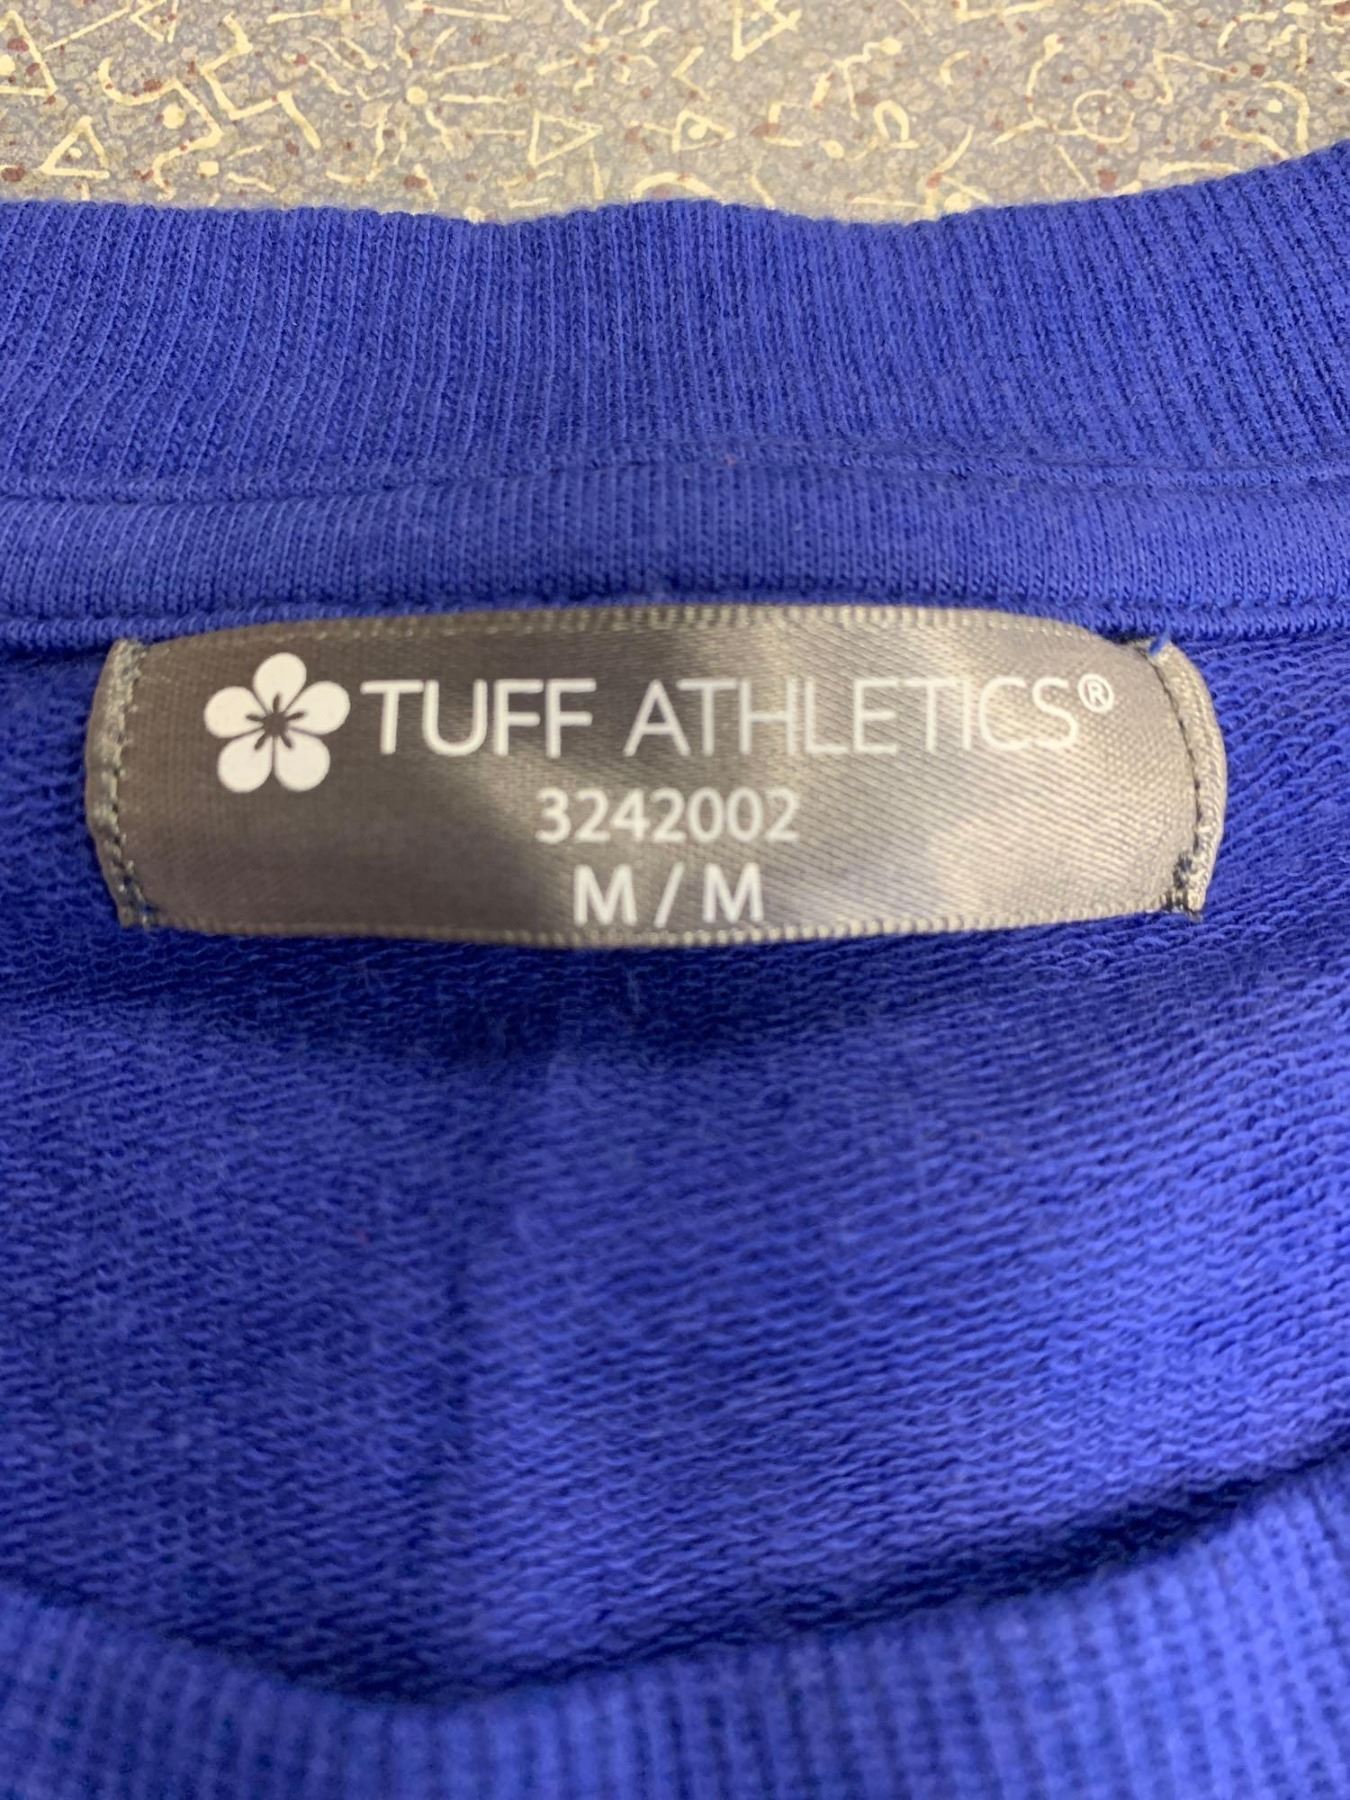 TUFF ATHLETICS®
3242002
M / M